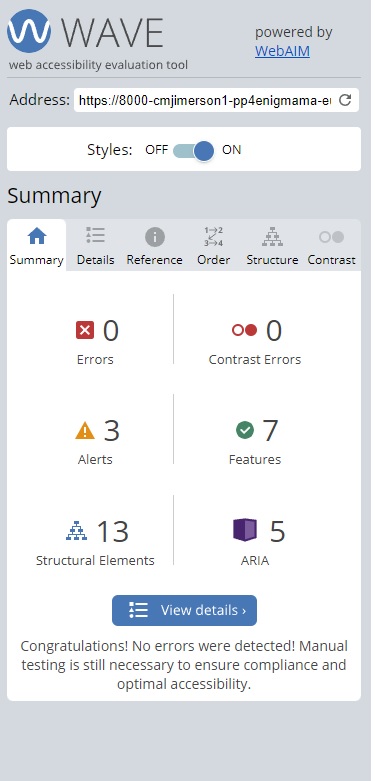 WAVE
web accessibility evaluation tool
powered by
WebAIM
Address: https://8000-cmjimerson1-pp4enigmama-eu
Styles: OFF ON
Summary
Summary Details Reference Order Structure Contrast
0 0
Errors Contrast Errors
3 7
Alerts Features
13 5
Structural Elements ARIA
View details ›
Congratulations! No errors were detected! Manual
testing is still necessary to ensure compliance and
optimal accessibility.